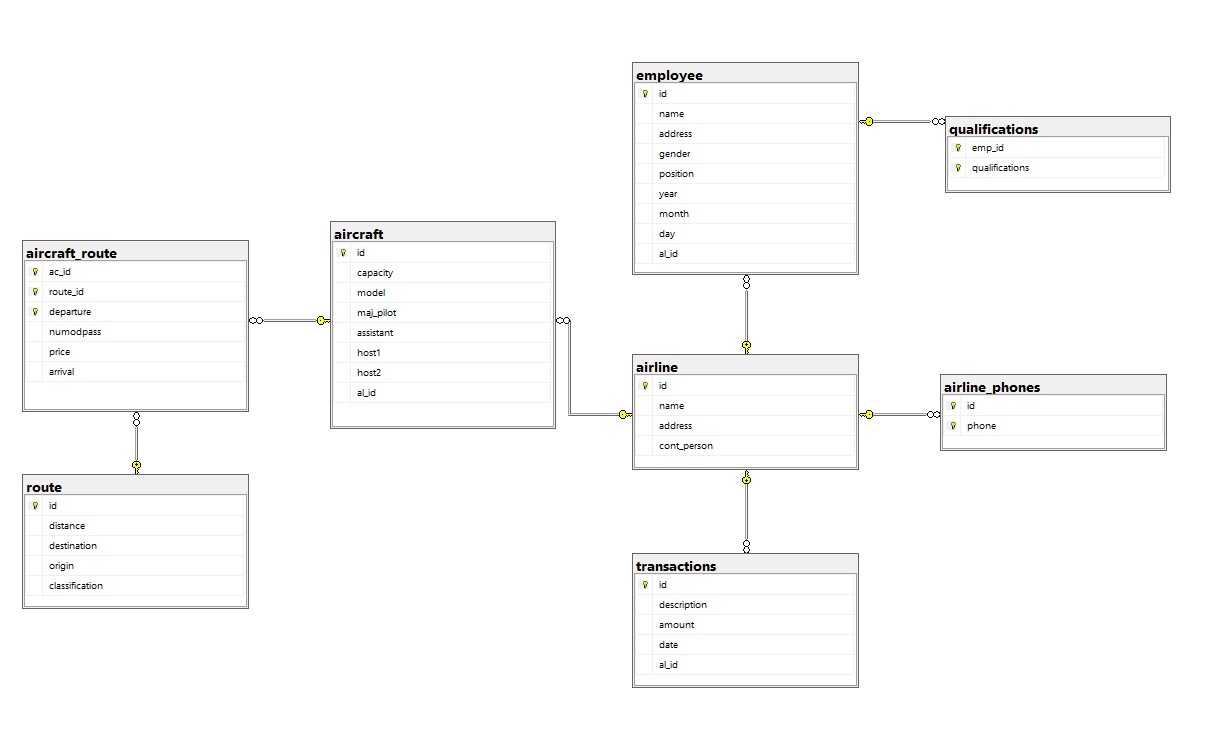 employee
id
name
address
gender
position
year
month
day
al_id
qualifications
emp_id
qualifications
aircraft
id
capacity
model
maj_pilot
assistant
host1
host2
al_id
aircraft_route
ac_id
route_id
departure
numodpass
price
arrival
airline
id
name
address
cont_person
airline_phones
id
phone
route
id
distance
destination
origin
classification
transactions
id
description
amount
date
al_id